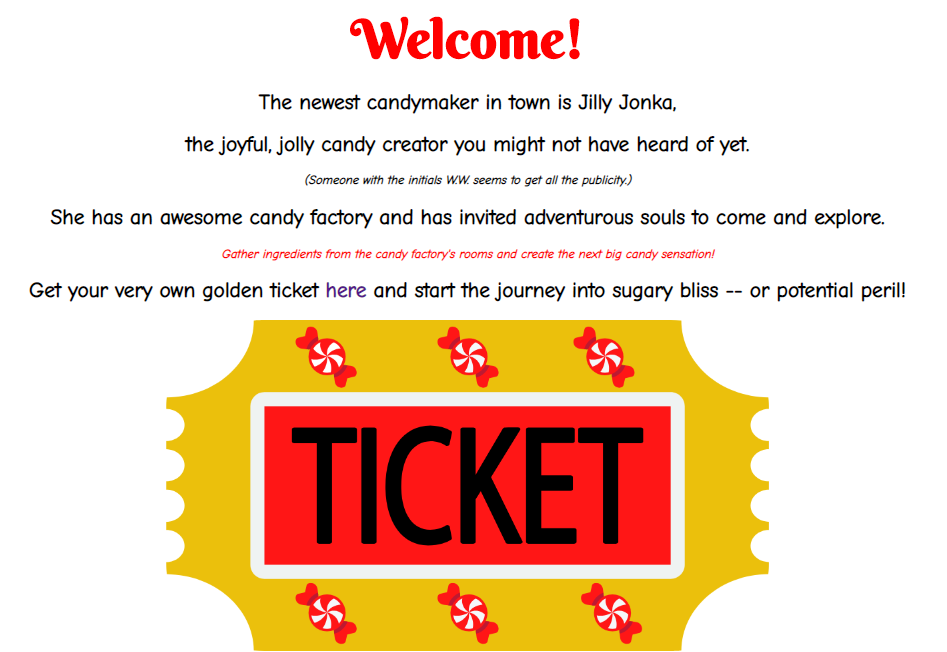 Welcome!
The newest candymaker in town is Jilly Jonka,
the joyful, jolly candy creator you might not have heard of yet.
(Someone with the initials W.W. seems to get all the publicity.)
She has an awesome candy factory and has invited adventurous souls to come and explore.
Gather ingredients from the candy factory's rooms and create the next big candy sensation!
Get your very own golden ticket here and start the journey into sugary bliss -- or potential peril!
TICKET